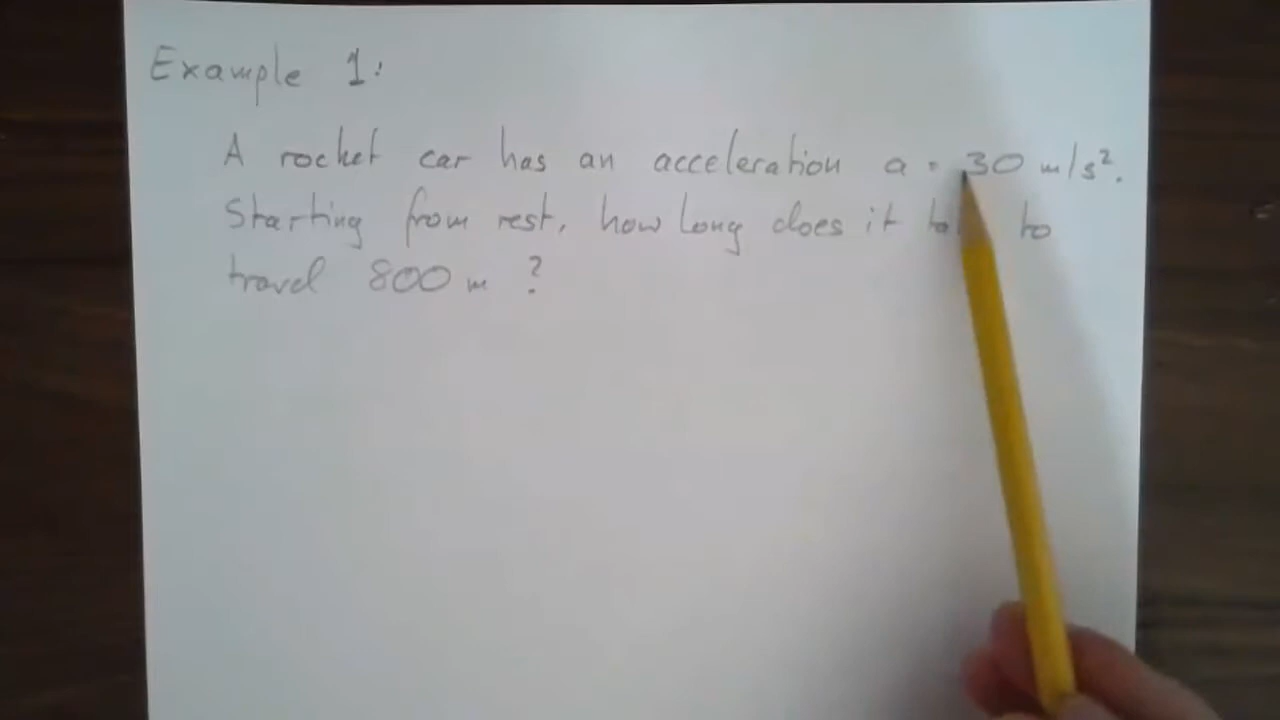 Example 1:
A rocket car has an acceleration a = 30 m/s².
Starting from rest, how long does it to
travel 800 m ?